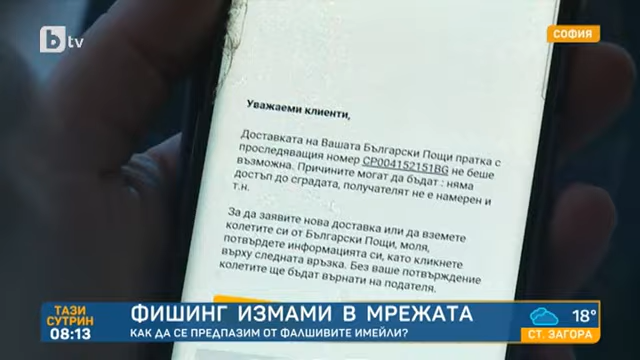 btv
СОФИЯ
Уважаеми клиенти,
Доставката на Вашата Български Пощи пратка с
проследяващия номер CP004152151BG не беше
възможна. Причините могат да бъдат : няма
достъп до сградата, получателят не е намерен и
т.н.
За да заявите нова доставка или да вземете
колетите си от Български Пощи, моля,
потвърдете информацията си, като кликнете
върху следната връзка. Без ваше потвърждение
колетите ще бъдат върнати на подателя.
ТАЗИ
СУТРИН
08:13
ФИШИНГ ИЗМАМИ В МРЕЖАТА
КАК ДА СЕ ПРЕДПАЗИМ ОТ ФАЛШИВИТЕ ИМЕЙЛИ?
18°
СТ. ЗАГОРА